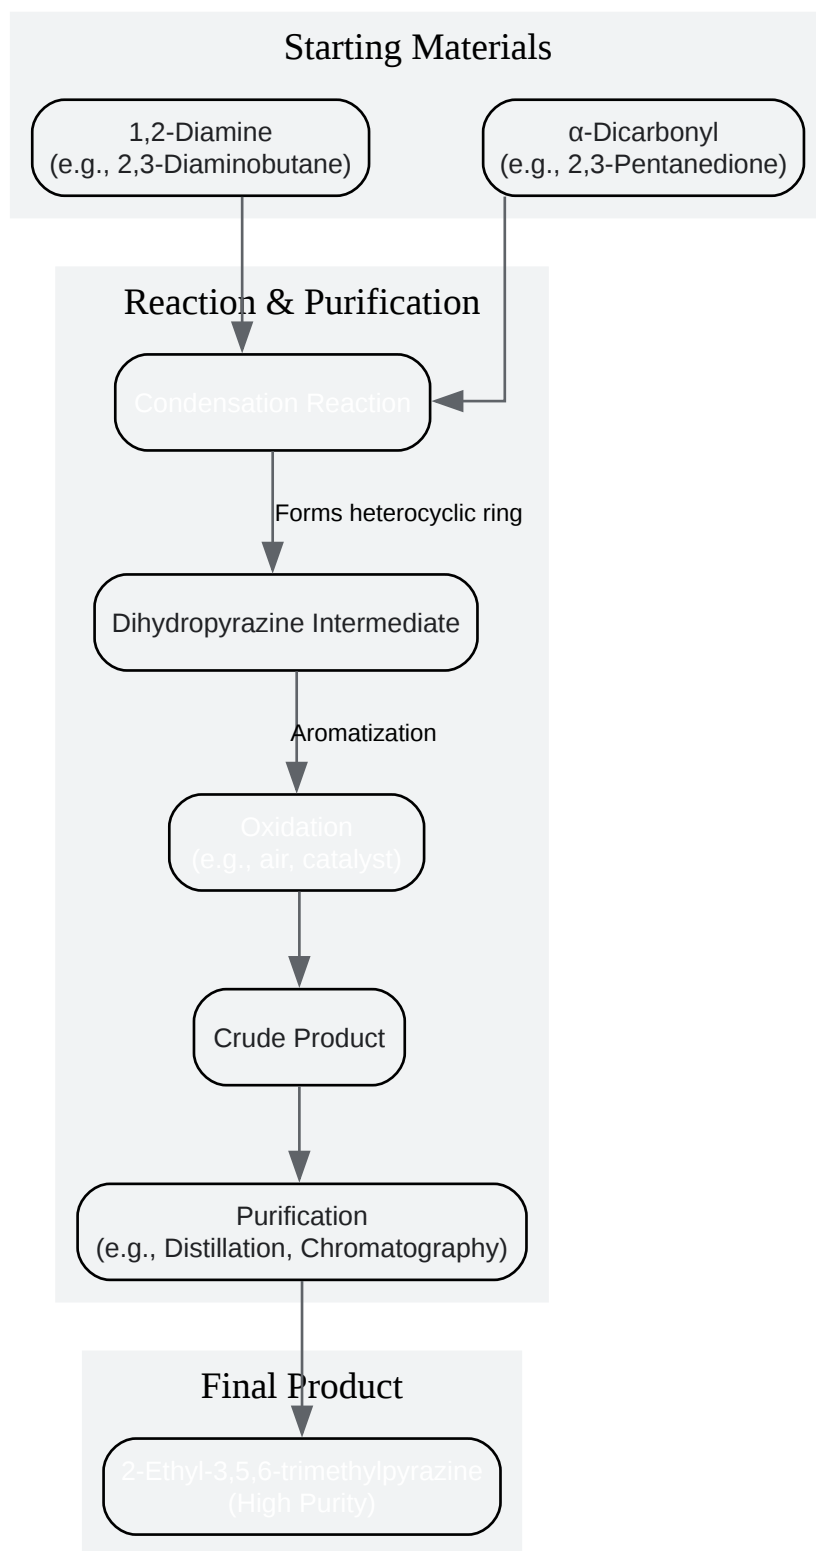 Starting Materials
1,2-Diamine
(e.g., 2,3-Diaminobutane)
α-Dicarbonyl
(e.g., 2,3-Pentanedione)
Reaction & Purification
Condensation Reaction
Forms heterocyclic ring
Dihydropyrazine Intermediate
Aromatization
Oxidation
(e.g., air, catalyst)
Crude Product
Purification
(e.g., Distillation, Chromatography)
Final Product
2-Ethyl-3,5,6-trimethylpyrazine
(High Purity)